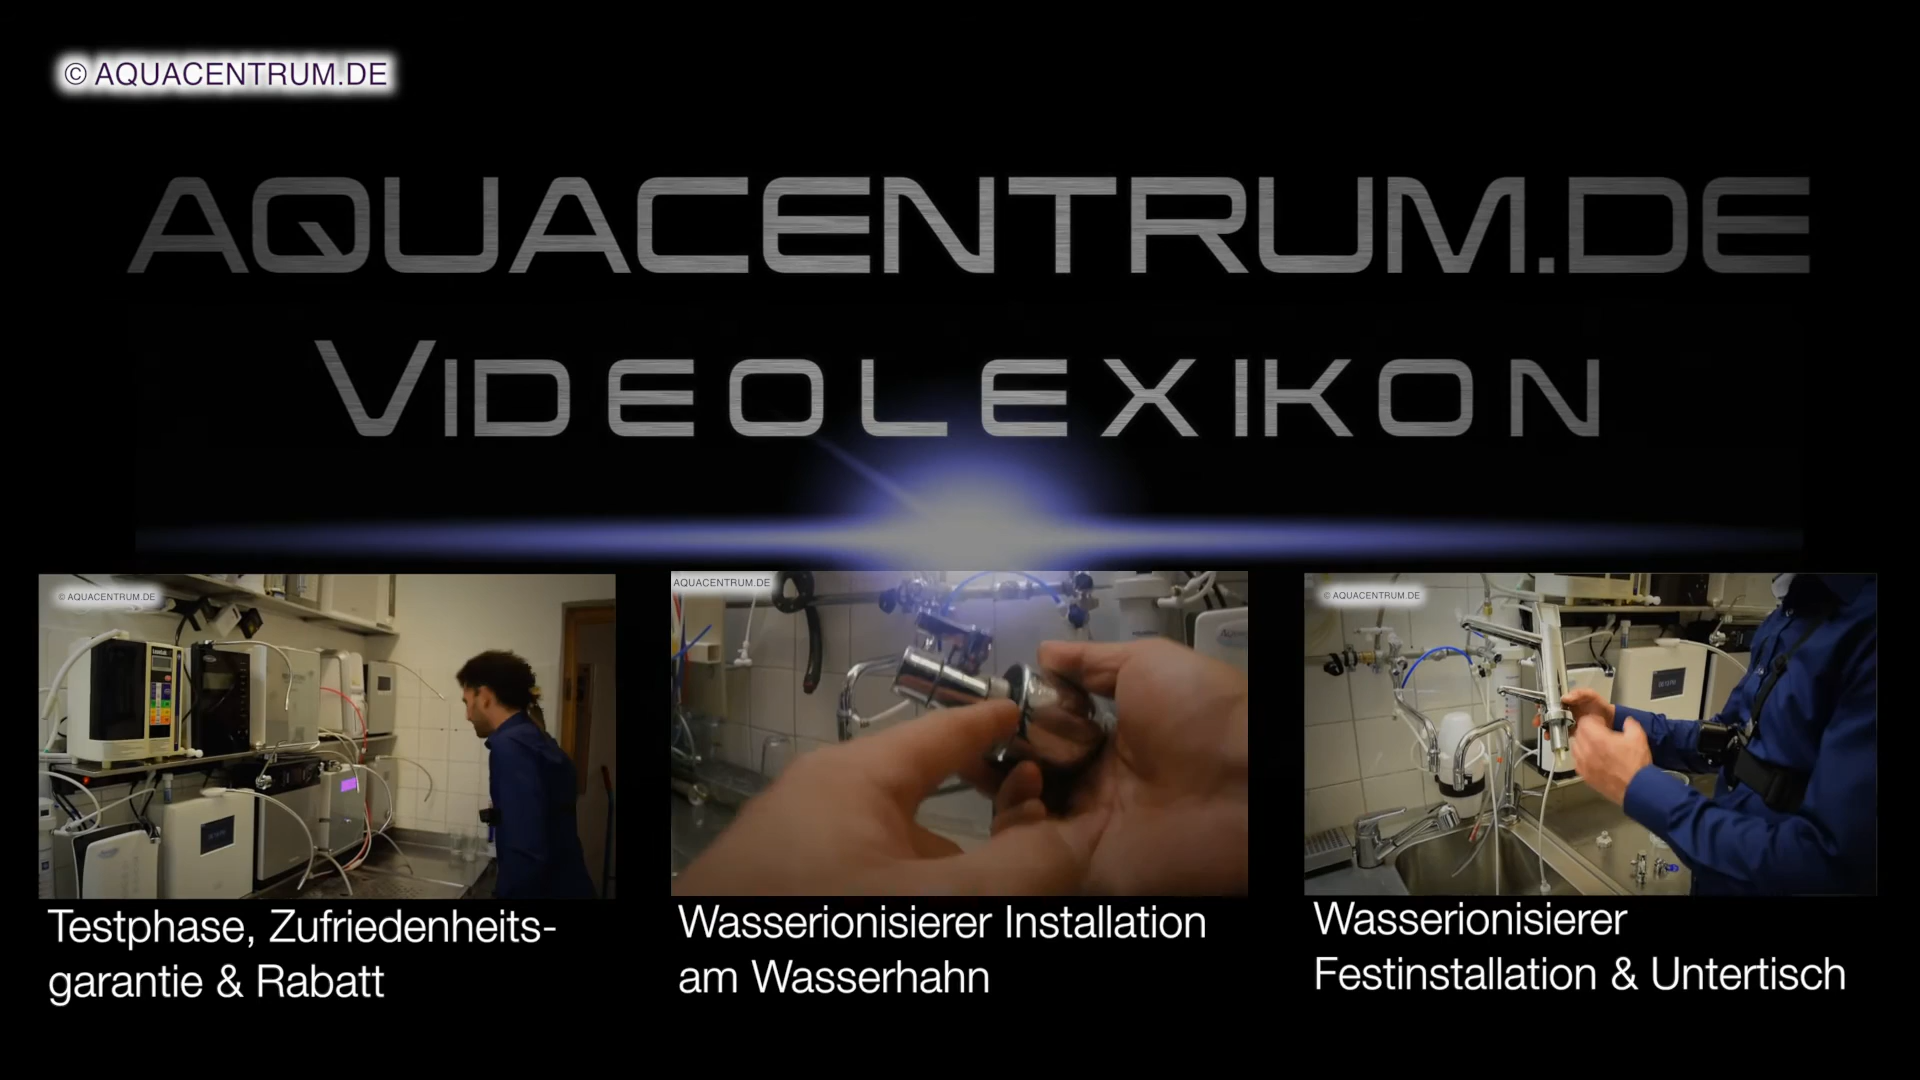 © AQUACENTRUM.DE
AQUACENTRUM.DE
VIDEOLEXIKON
© AQUACENTRUM.DE
AQUACENTRUM.DE
© AQUACENTRUM.DE
Testphase, Zufriedenheits-
garantie & Rabatt
Wasserionisierer Installation
am Wasserhahn
Wasserionisierer
Festinstallation & Untertisch